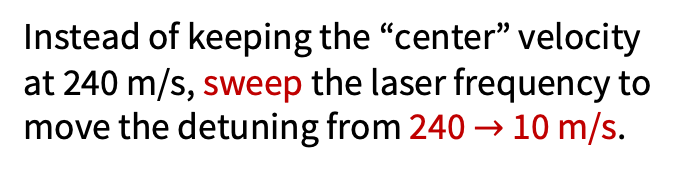 Instead of keeping the “center” velocity
at 240 m/s, sweep the laser frequency to
move the detuning from 240 → 10 m/s.